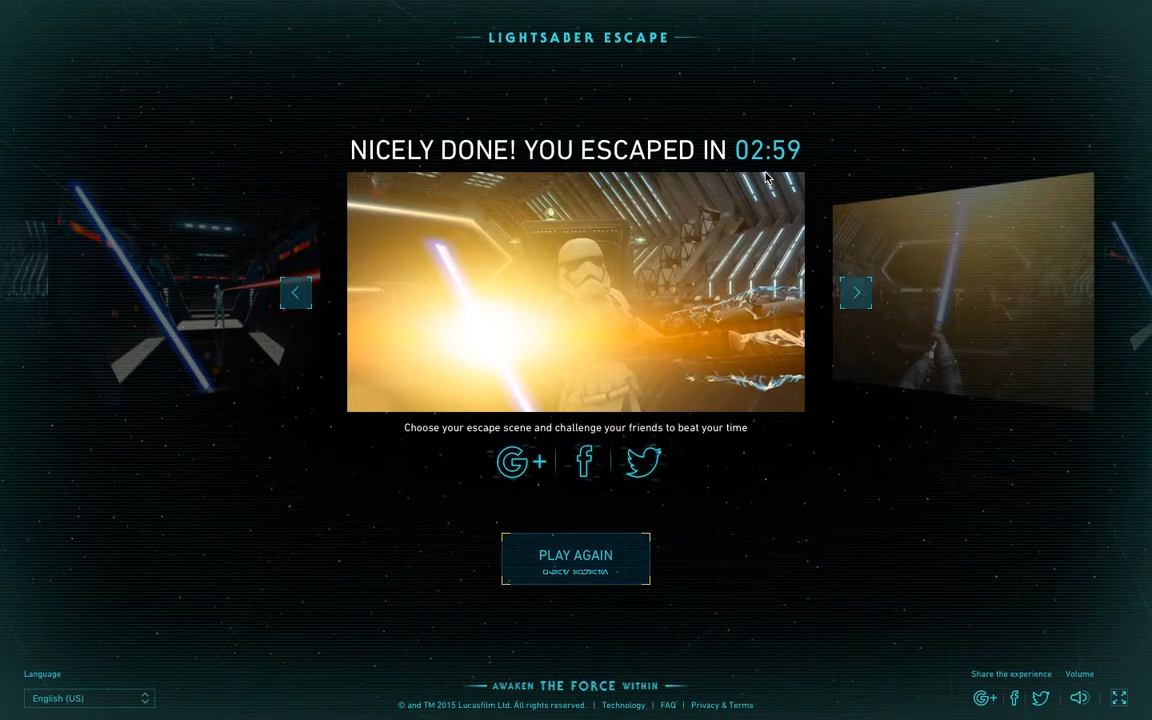 LIGHTSABER ESCAPE
NICELY DONE! YOU ESCAPED IN 02:59
Choose your escape scene and challenge your friends to beat your time
G+
PLAY AGAIN
Language
English (US)
AWAKEN THE FORCE WITHIN
© and TM 2015 Lucasfilm Ltd. All rights reserved. | Technology | FAQ | Privacy & Terms
Share the experience Volume
G+